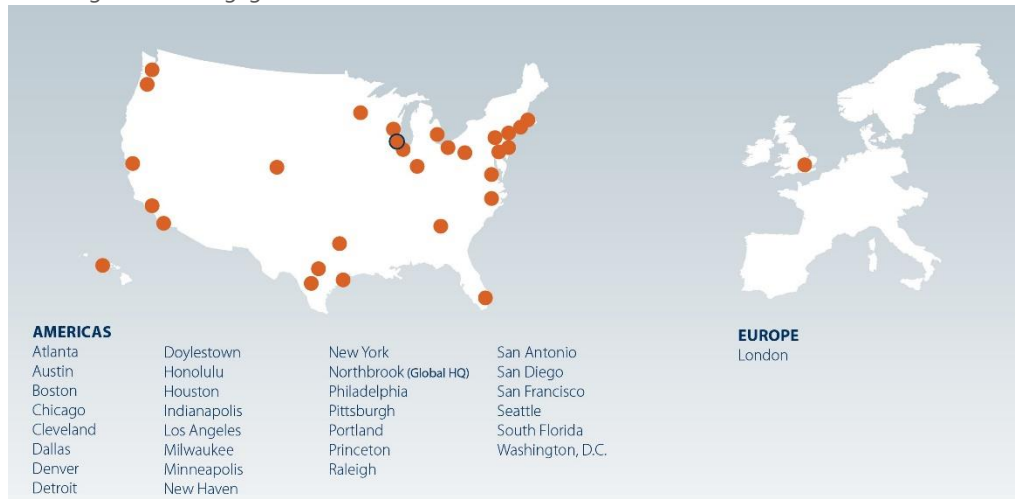 AMERICAS
Atlanta
Austin
Boston
Chicago
Cleveland
Dallas
Denver
Detroit
Doylestown
Honolulu
Houston
Indianapolis
Los Angeles
Milwaukee
Minneapolis
New Haven
New York
Northbrook (Global HQ)
Philadelphia
Pittsburgh
Portland
Princeton
Raleigh
San Antonio
San Diego
San Francisco
Seattle
South Florida
Washington, D.C.
EUROPE
London